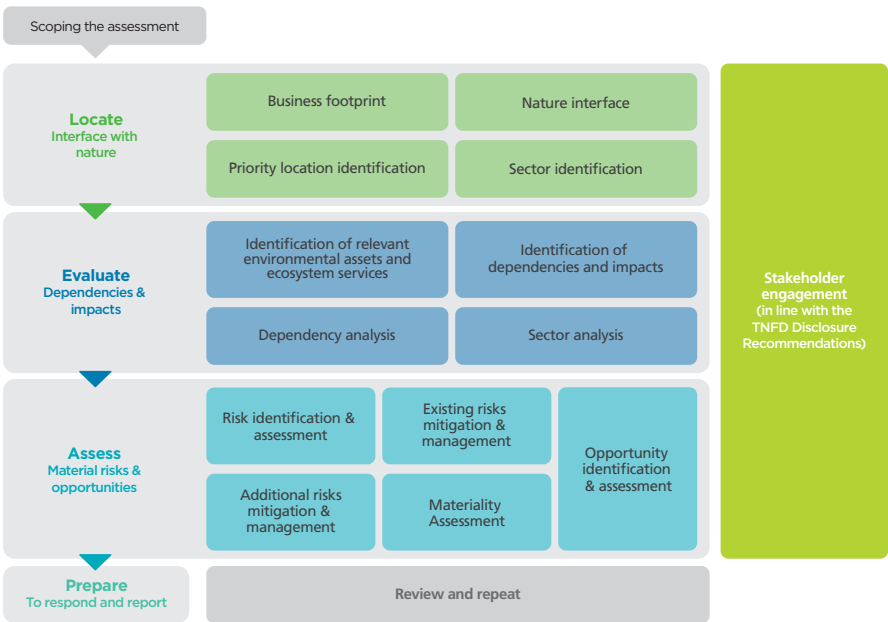 Scoping the assessment
Locate
Interface with
nature
Business footprint
Nature interface
Priority location identification
Sector identification
Evaluate
Dependencies &
impacts
Identification of relevant
environmental assets and
ecosystem services
Identification of
dependencies and impacts
Dependency analysis
Sector analysis
Assess
Material risks &
opportunities
Risk identification &
assessment
Existing risks
mitigation &
management
Opportunity
identification
& assessment
Additional risks
mitigation &
management
Materiality
Assessment
Prepare
To respond and report
Review and repeat
Stakeholder
engagement
(in line with the
TNFD Disclosure
Recommendations)